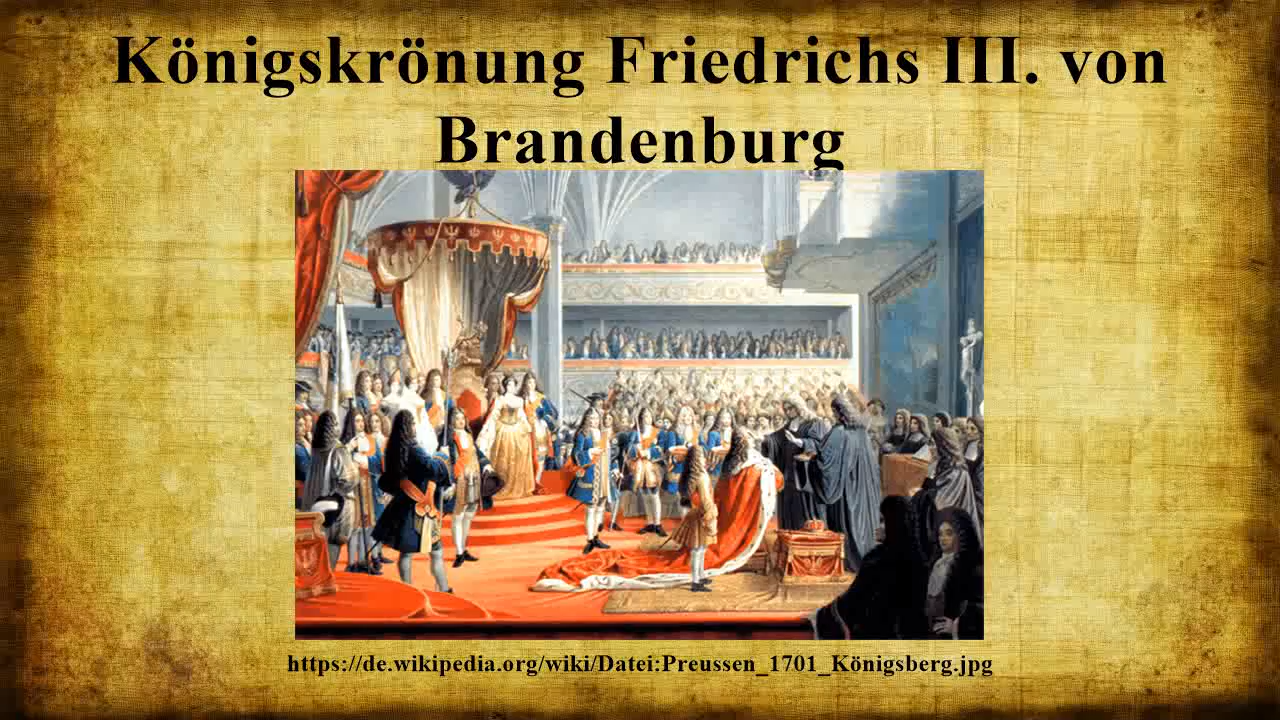 Königskrönung Friedrichs III. von
Brandenburg
https://de.wikipedia.org/wiki/Datei:Preussen_1701_Königsberg.jpg